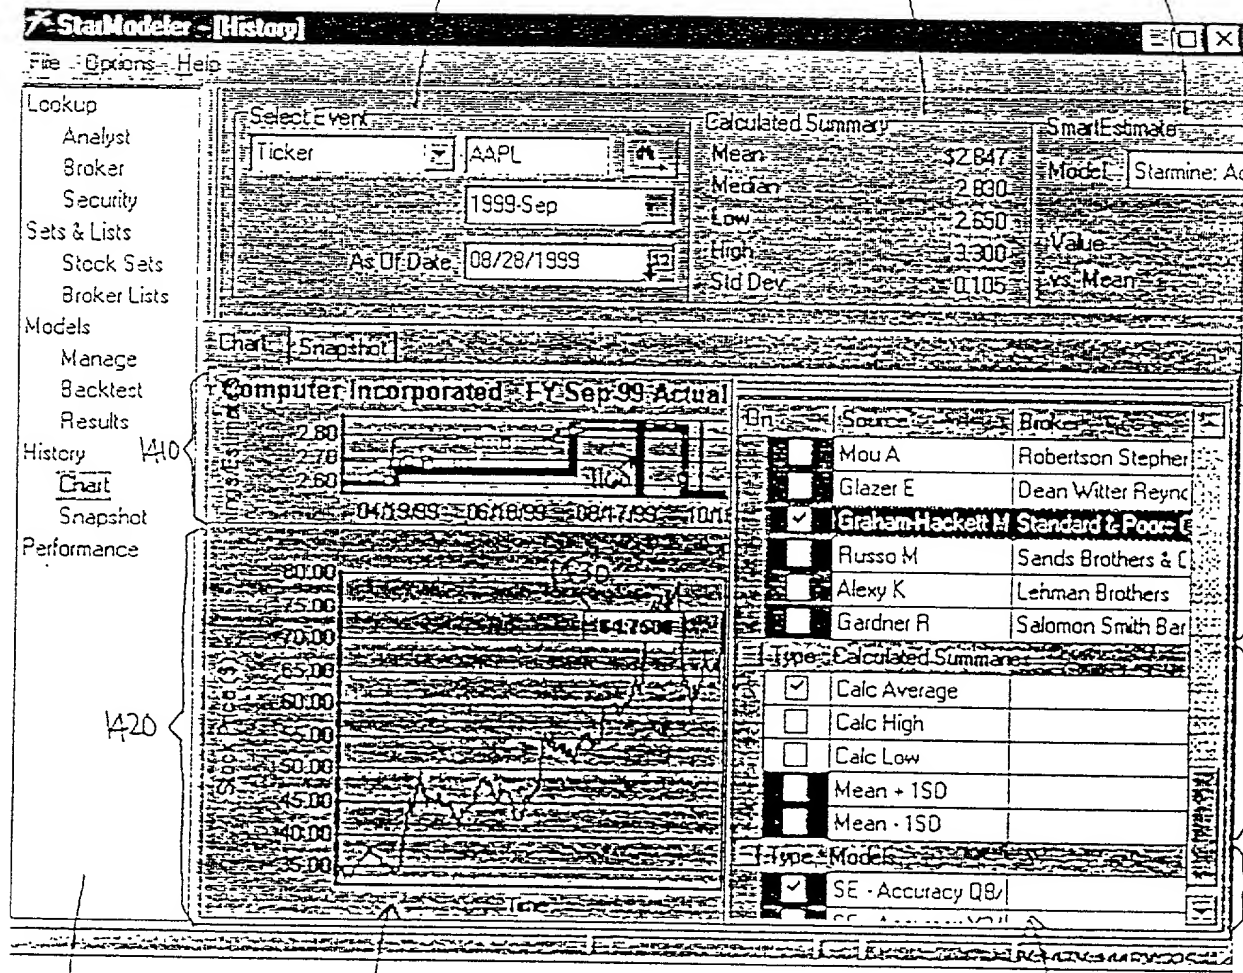 StatModeler - [History]
File Options Help
Lookup
Analyst
Broker
Security
Sets & Lists
Stock Sets
Broker Lists
Models
Manage
Backtest
Results
History
Chart
Snapshot
Performance
Select Event
Ticker AAPL
1999-Sep
As Of Date 08/28/1999
Calculated Summary
Mean $2.847
Median 2.830
Low 2.650
High 3.300
Std Dev 0.105
SmartEstimate
Model Starmine: Ac
Value
vs. Mean
Chart Snapshot
Computer Incorporated - FY-Sep-99 Actual
2.80
2.70
2.60
04/19/99 06/18/99 08/17/99 10/1
1410
80.00
75.00
70.00
65.00
60.00
55.00
50.00
45.00
40.00
35.00
Stock Price ($)
Time
1420
On Source Broker
Mou A Robertson Stepher
Glazer E Dean Witter Reync
Graham-Hackett M Standard & Poors
Russo M Sands Brothers & C
Alexy K Lehman Brothers
Gardner R Salomon Smith Bar
Type Calculated Summaries
Calc Average
Calc High
Calc Low
Mean + 1SD
Mean - 1SD
Type Models
SE - Accuracy Q8/